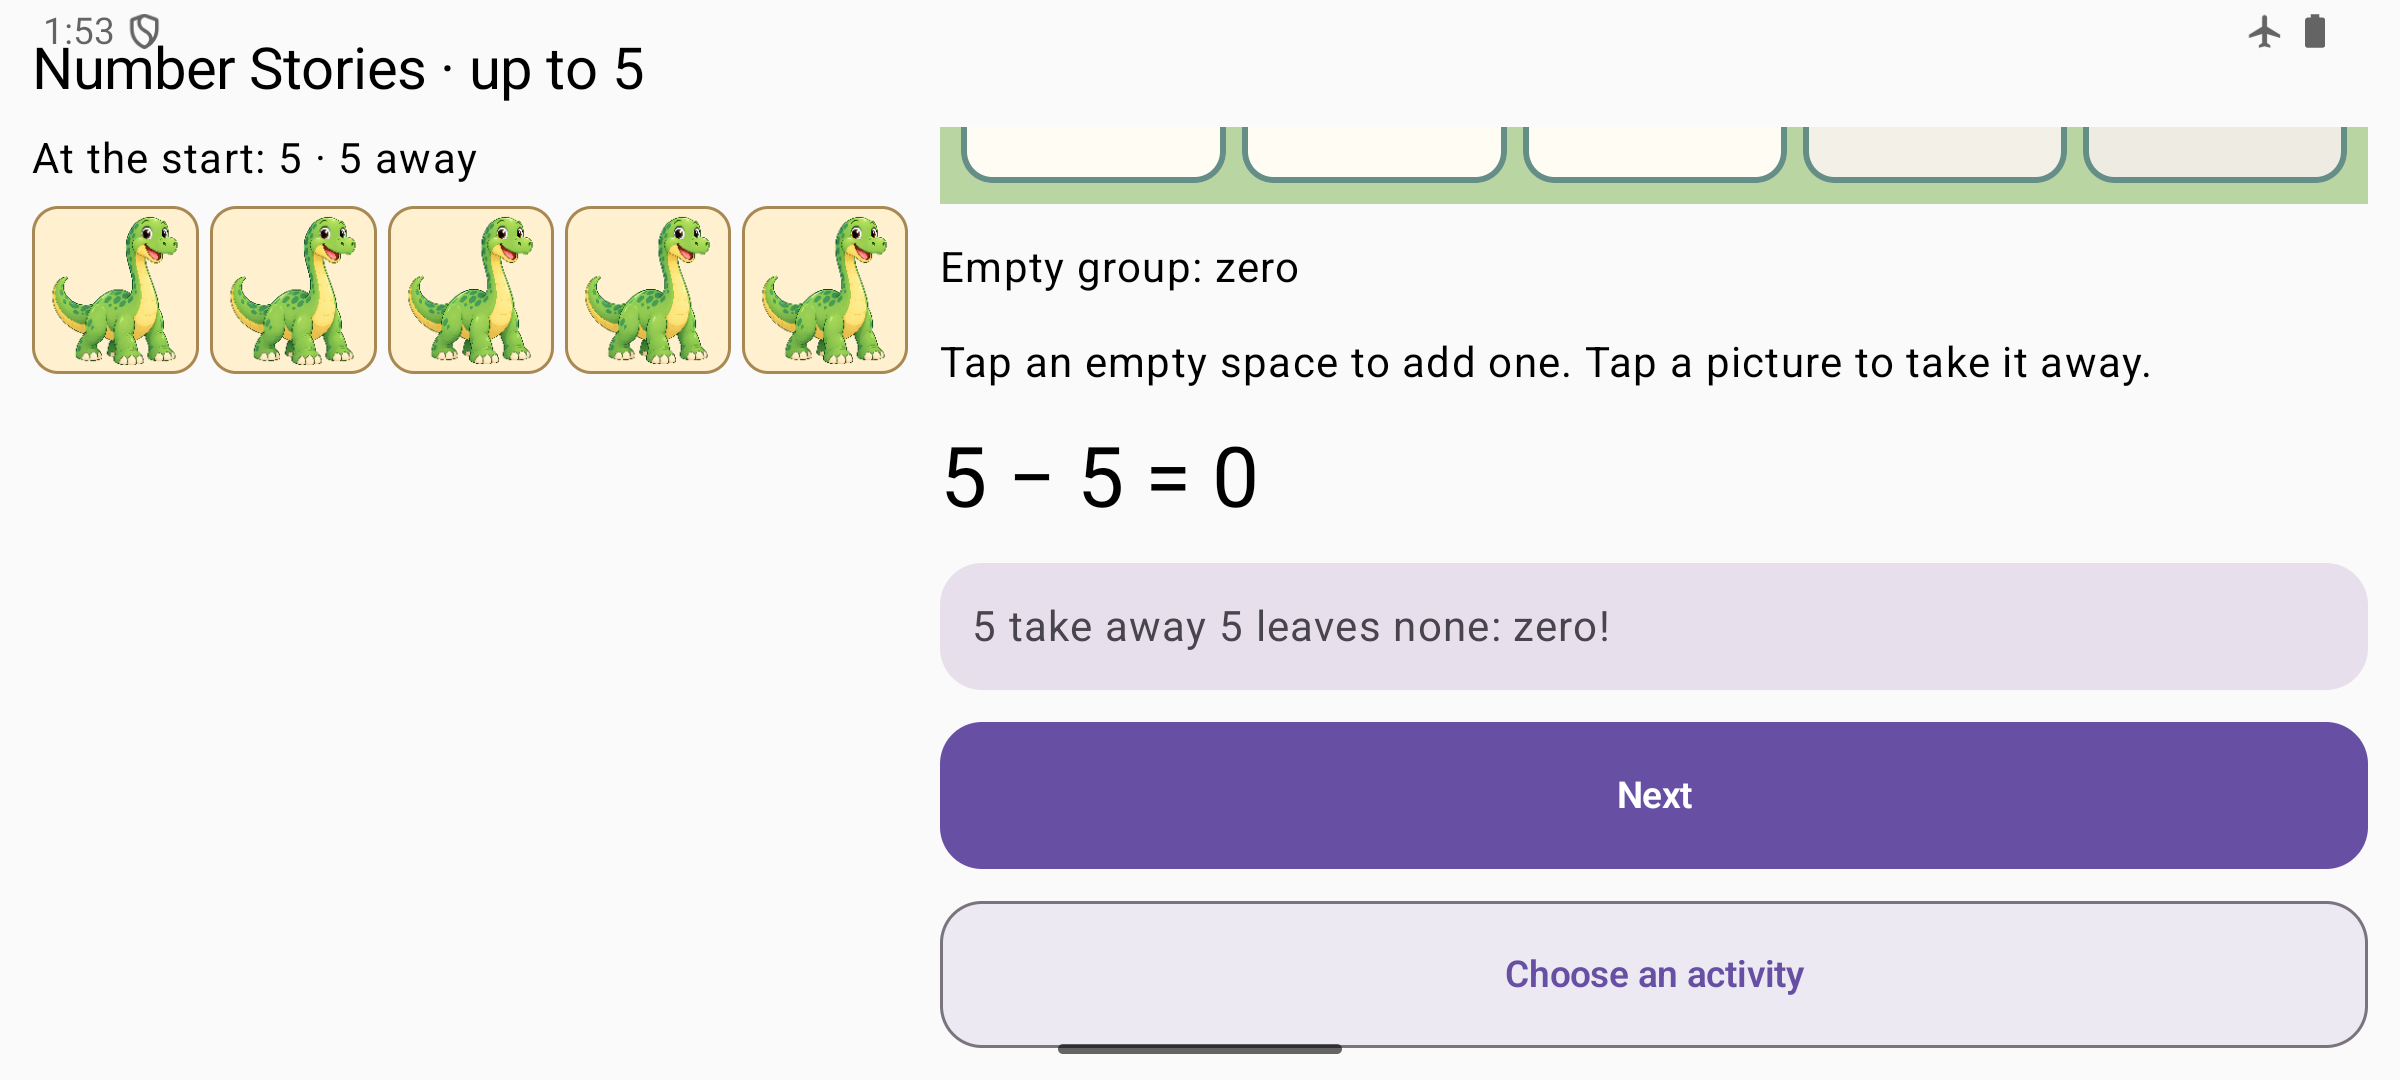 1:53
Number Stories · up to 5
At the start: 5 · 5 away
Empty group: zero
Tap an empty space to add one. Tap a picture to take it away.
5 − 5 = 0
5 take away 5 leaves none: zero!
Next
Choose an activity